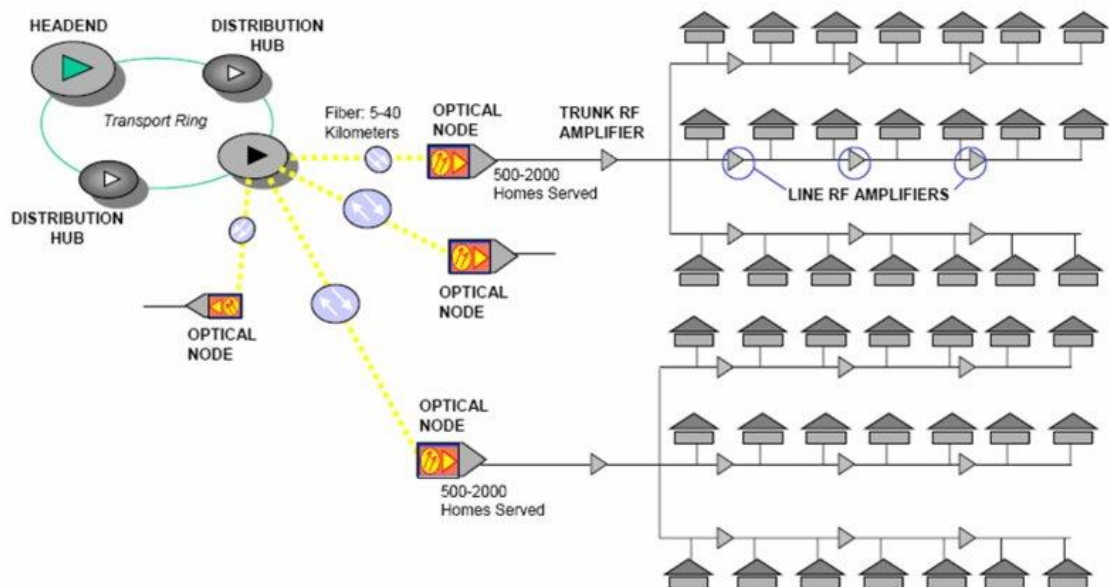 HEADEND
DISTRIBUTION
HUB
Transport Ring
Fiber: 5-40
Kilometers
OPTICAL
NODE
TRUNK RF
AMPLIFIER
500-2000
Homes Served
LINE RF AMPLIFIERS
DISTRIBUTION
HUB
OPTICAL
NODE
OPTICAL
NODE
OPTICAL
NODE
500-2000
Homes Served